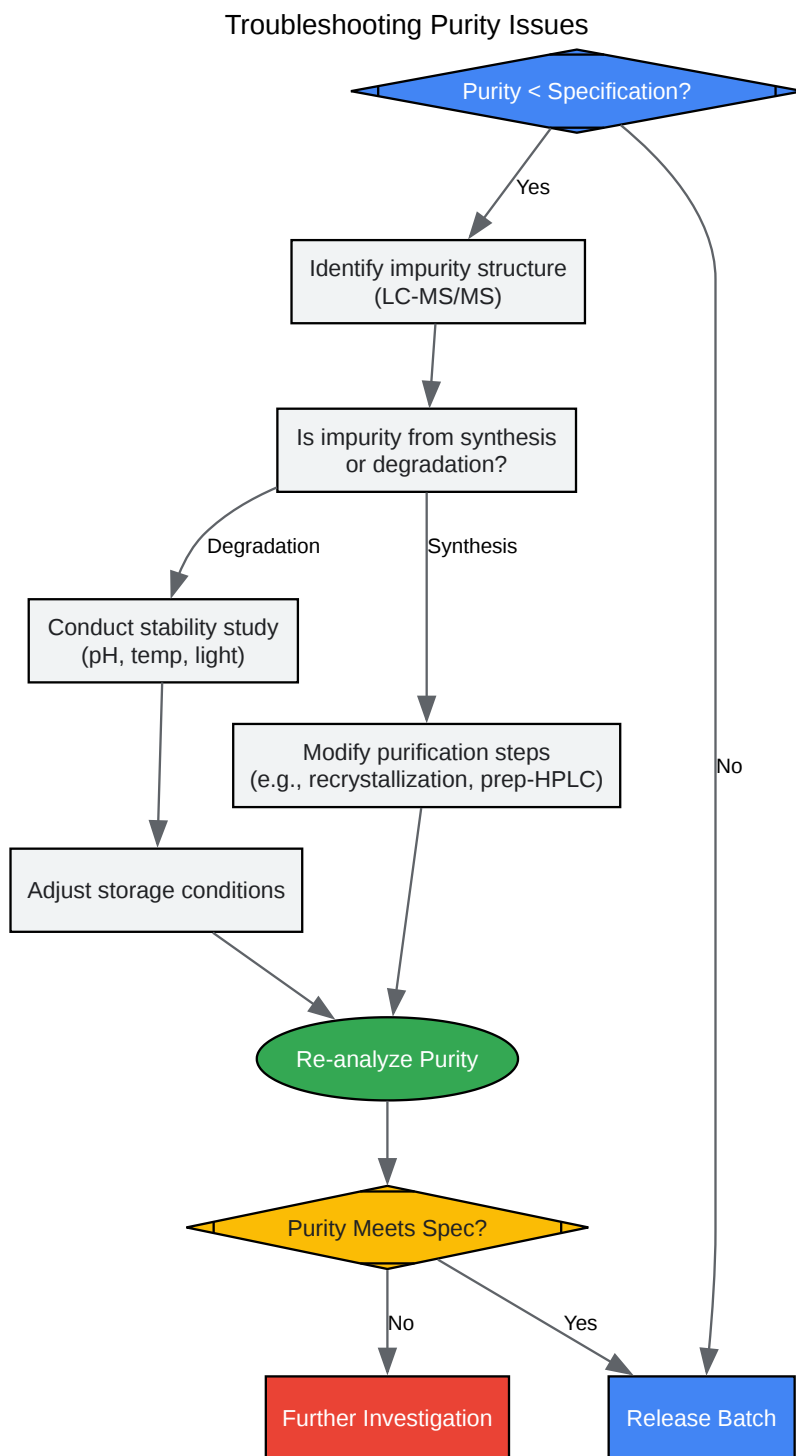 Troubleshooting Purity Issues
Purity < Specification?
Yes
Identify impurity structure
(LC-MS/MS)
Is impurity from synthesis
or degradation?
Degradation
Synthesis
Conduct stability study
(pH, temp, light)
Modify purification steps
(e.g., recrystallization, prep-HPLC)
No
Adjust storage conditions
Re-analyze Purity
Purity Meets Spec?
No
Yes
Further Investigation
Release Batch